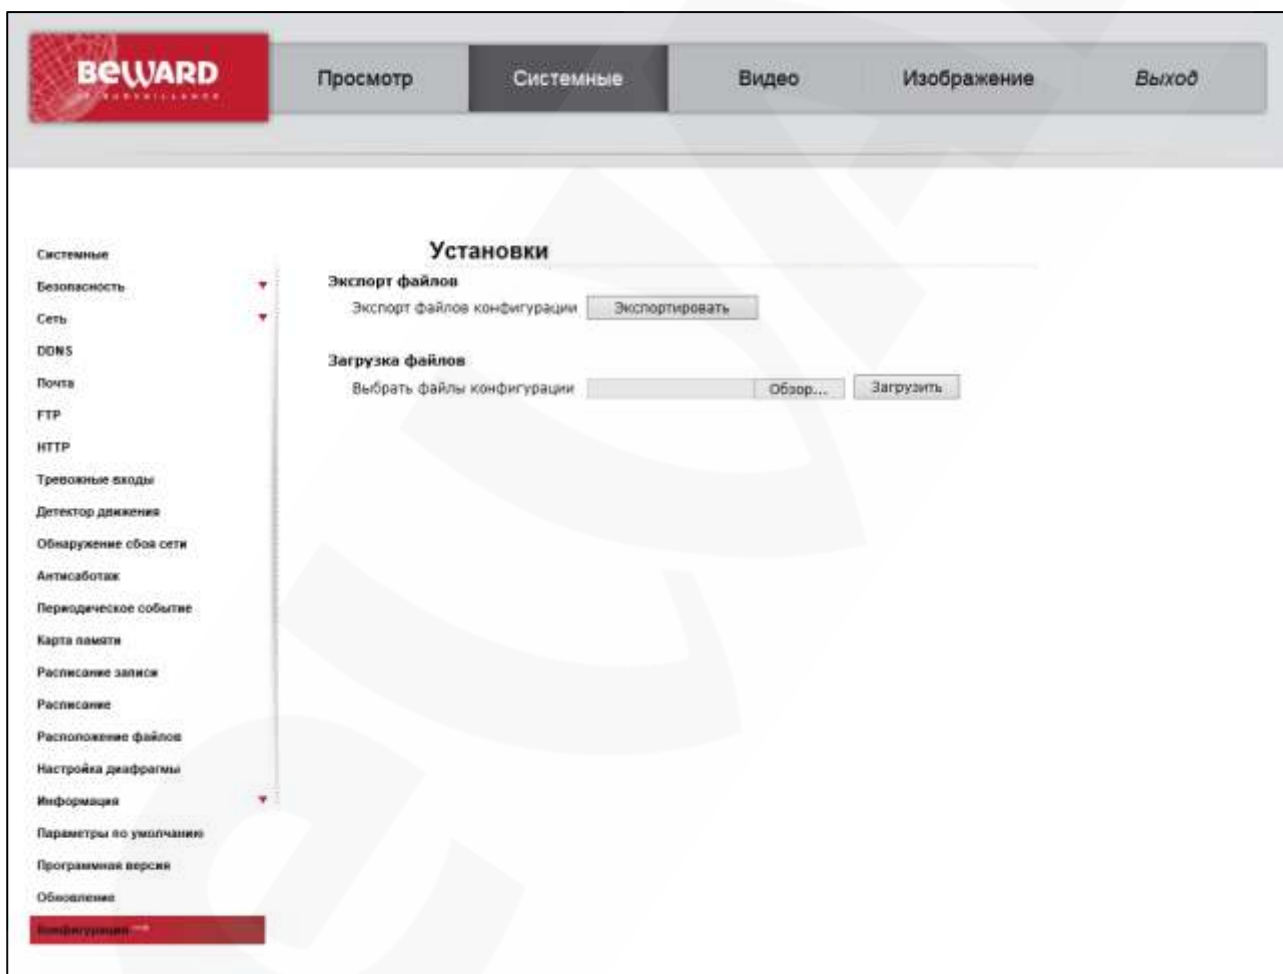 BEWARD
Просмотр
Системные
Видео
Изображение
Выход
Системные
Безопасность
Сеть
DDNS
Почта
FTP
HTTP
Тревожные входы
Детектор движения
Обнаружение сбоя сети
Антисаботаж
Периодическое событие
Карта памяти
Расписание записи
Расписание
Расположение файлов
Настройка диафрагмы
Информация
Параметры по умолчанию
Программная версия
Обновление
Конфигурация
Установки
Экспорт файлов
Экспорт файлов конфигурации Экспортировать
Загрузка файлов
Выбрать файлы конфигурации Обзор... Загрузить